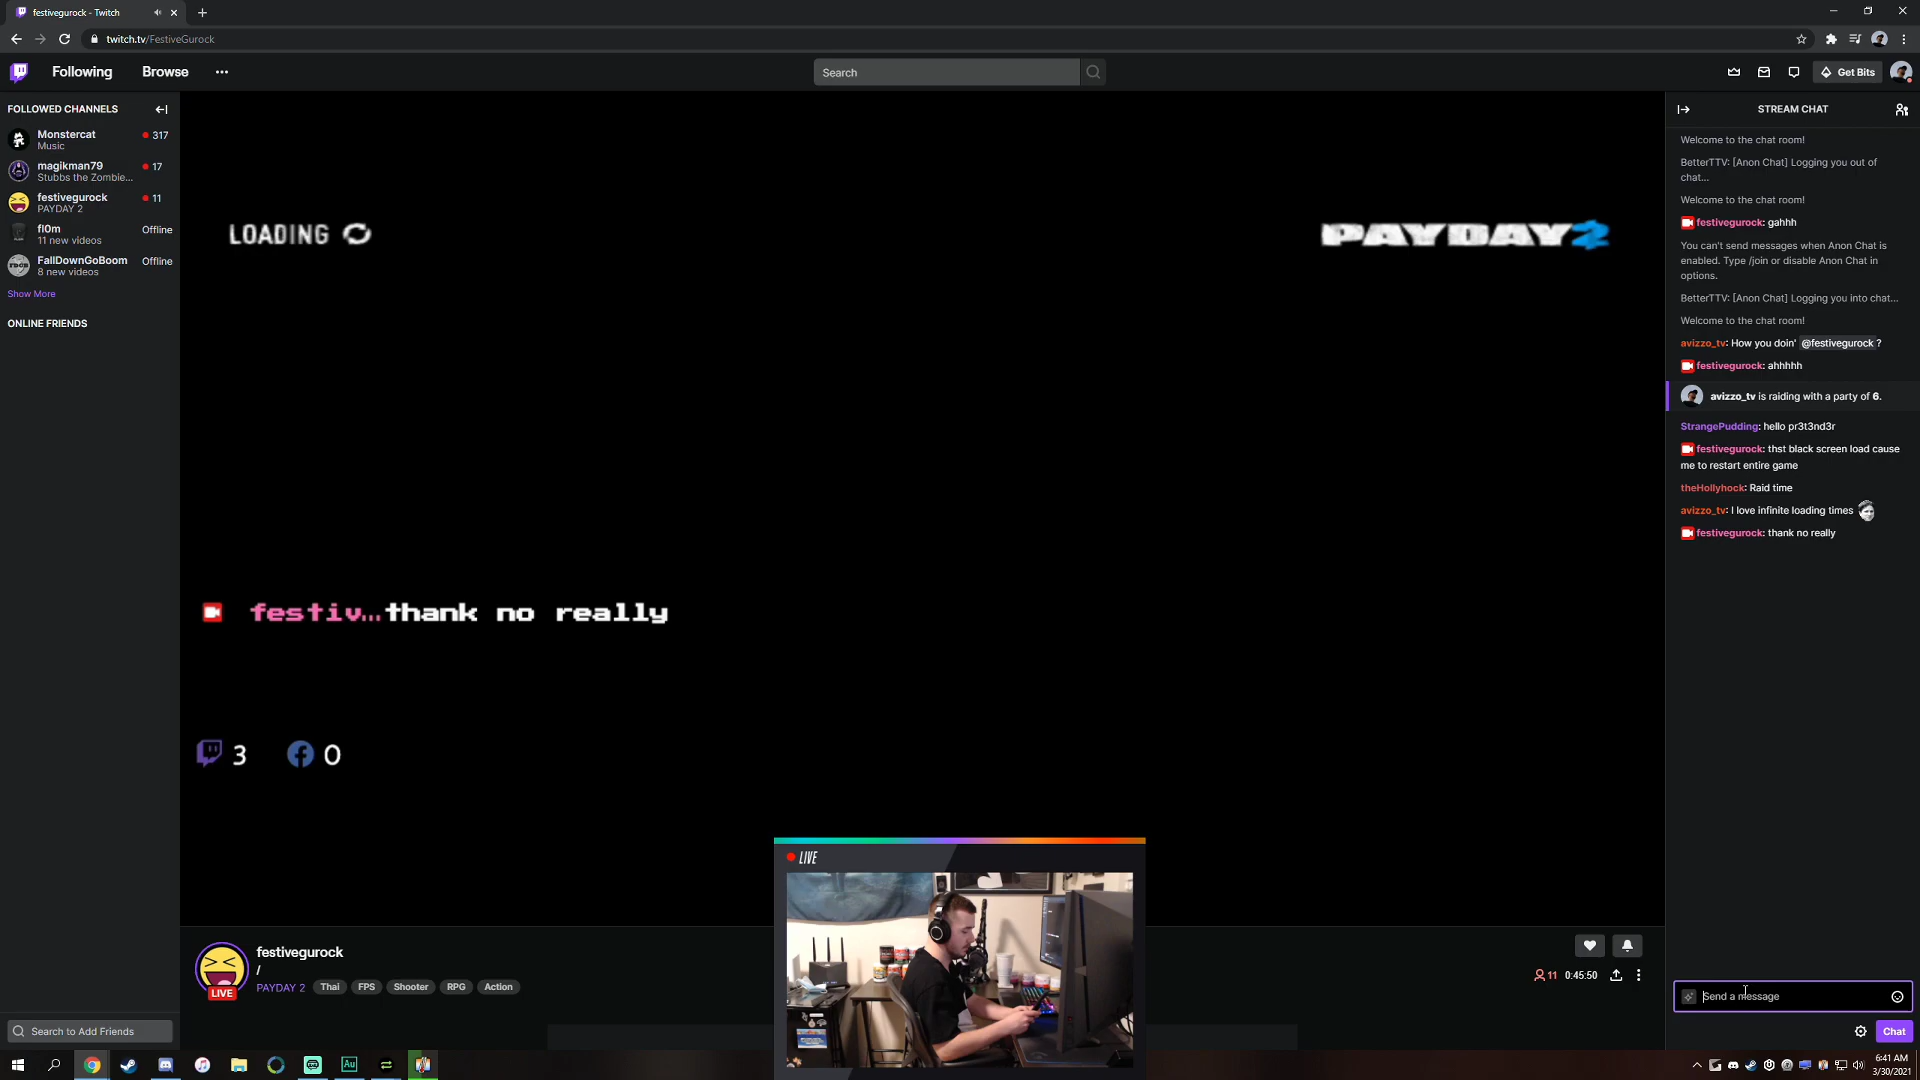 festivegurock - Twitch
twitch.tv/FestiveGurock
Following
Browse
Search
Get Bits
FOLLOWED CHANNELS
Monstercat
317
Music
magikman79
17
Stubbs the Zombie...
festivegurock
11
PAYDAY 2
fl0m
Offline
11 new videos
FallDownGoBoom
Offline
8 new videos
Show More
ONLINE FRIENDS
Search to Add Friends
LOADING
PAYDAY 2
festiv...thank no really
3
0
LIVE
festivegurock
/
LIVE
PAYDAY 2
Thai
FPS
Shooter
RPG
Action
11
0:45:50
STREAM CHAT
Welcome to the chat room!
BetterTTV: [Anon Chat] Logging you out of
chat...
Welcome to the chat room!
festivegurock: gahhh
You can't send messages when Anon Chat is
enabled. Type /join or disable Anon Chat in
options.
BetterTTV: [Anon Chat] Logging you into chat...
Welcome to the chat room!
avizzo_tv: How you doin' @festivegurock ?
festivegurock: ahhhhh
avizzo_tv is raiding with a party of 6.
StrangePudding: hello pr3t3nd3r
festivegurock: thst black screen load cause
me to restart entire game
theHollyhock: Raid time
avizzo_tv: I love infinite loading times
festivegurock: thank no really
Send a message
Chat
Au
6:41 AM
3/30/2021